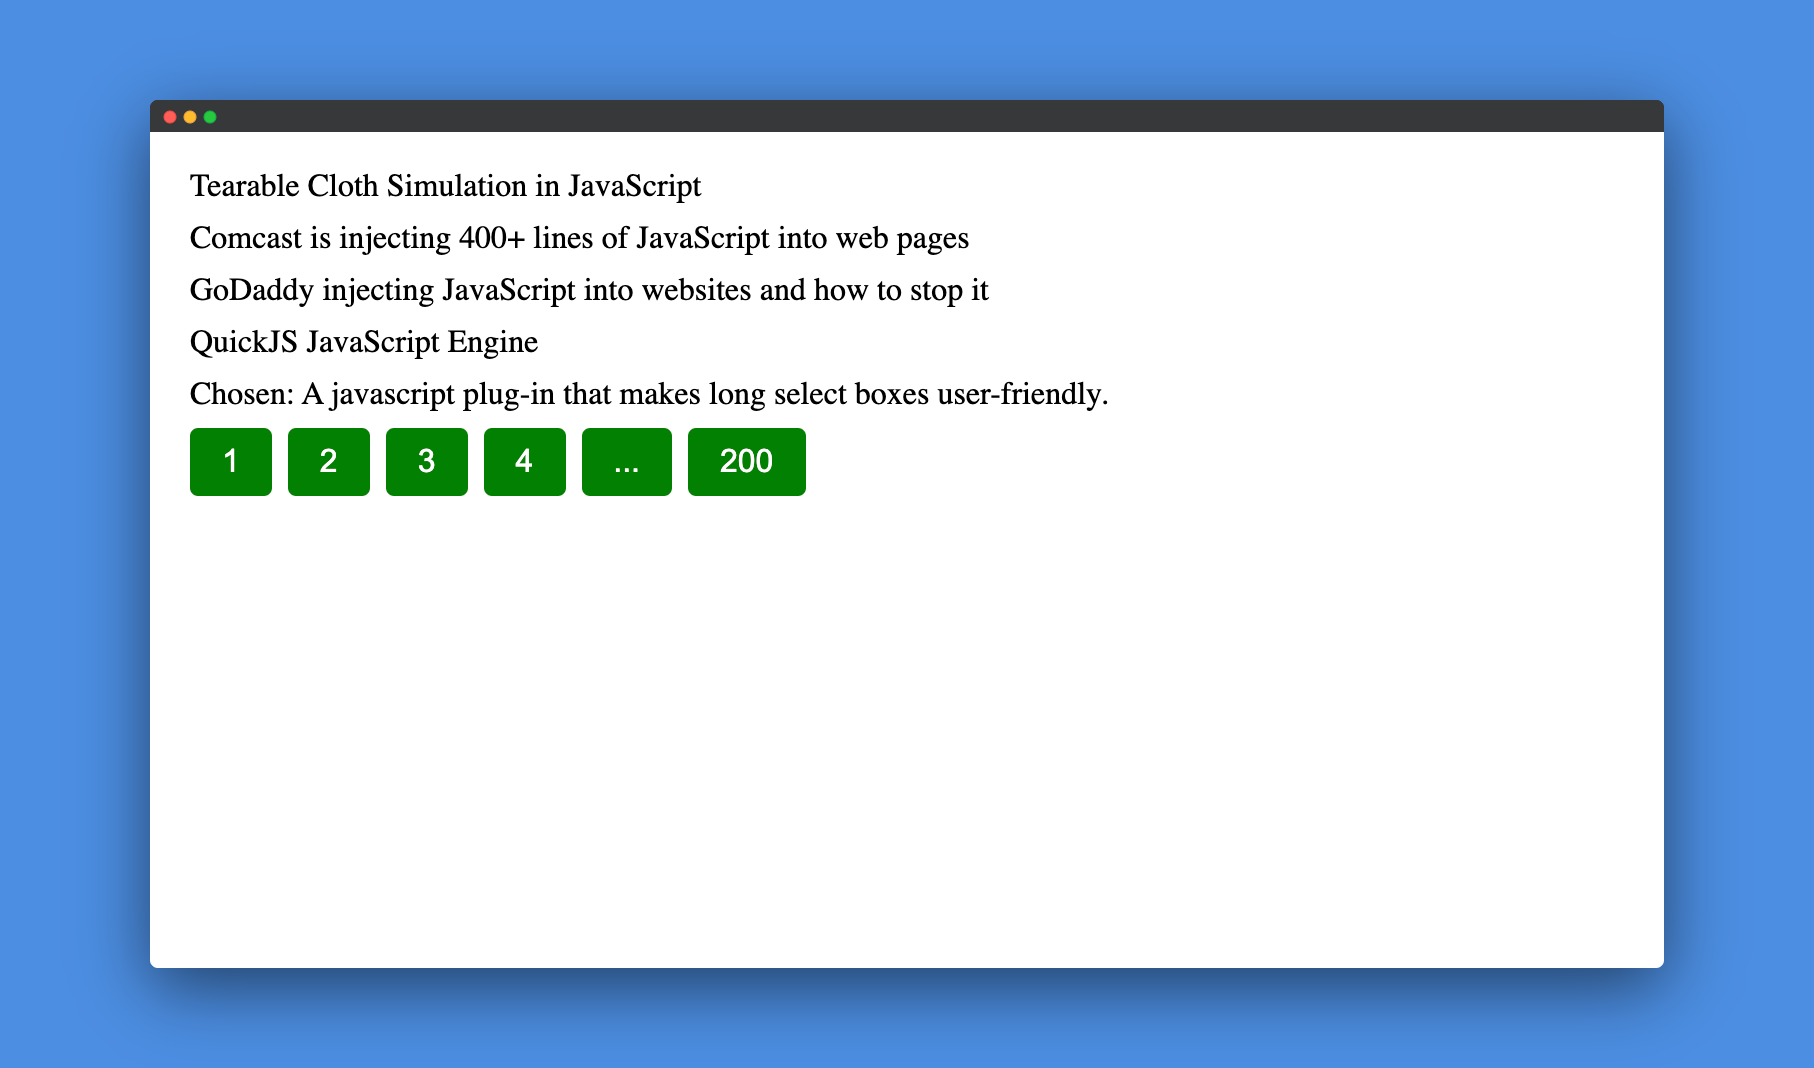 Tearable Cloth Simulation in JavaScript
Comcast is injecting 400+ lines of JavaScript into web pages
GoDaddy injecting JavaScript into websites and how to stop it
QuickJS JavaScript Engine
Chosen: A javascript plug-in that makes long select boxes user-friendly.
1 2 3 4 ... 200